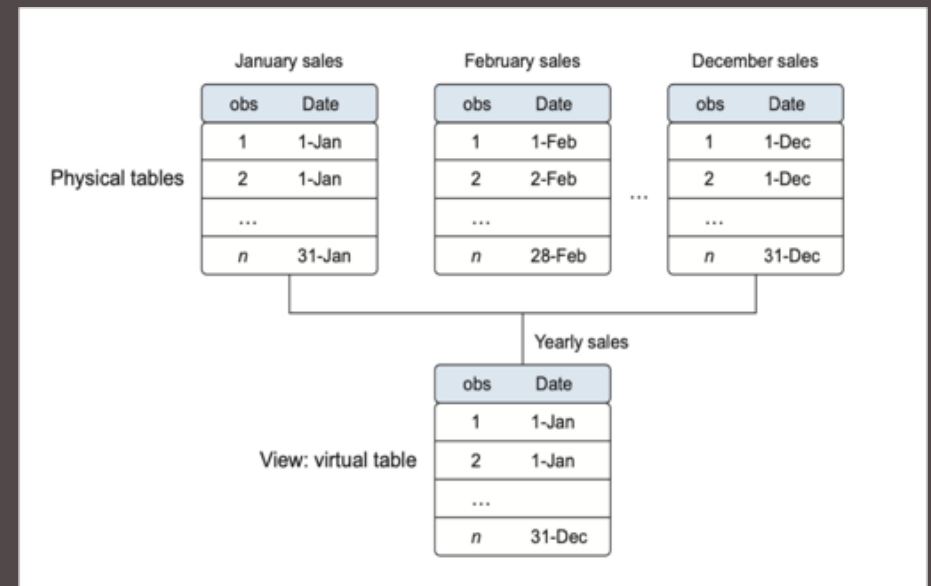 January sales
obs Date
1 1-Jan
2 1-Jan
...
n 31-Jan
February sales
obs Date
1 1-Feb
2 2-Feb
...
n 28-Feb
...
December sales
obs Date
1 1-Dec
2 1-Dec
...
n 31-Dec
Physical tables
Yearly sales
obs Date
1 1-Jan
2 1-Jan
...
n 31-Dec
View: virtual table